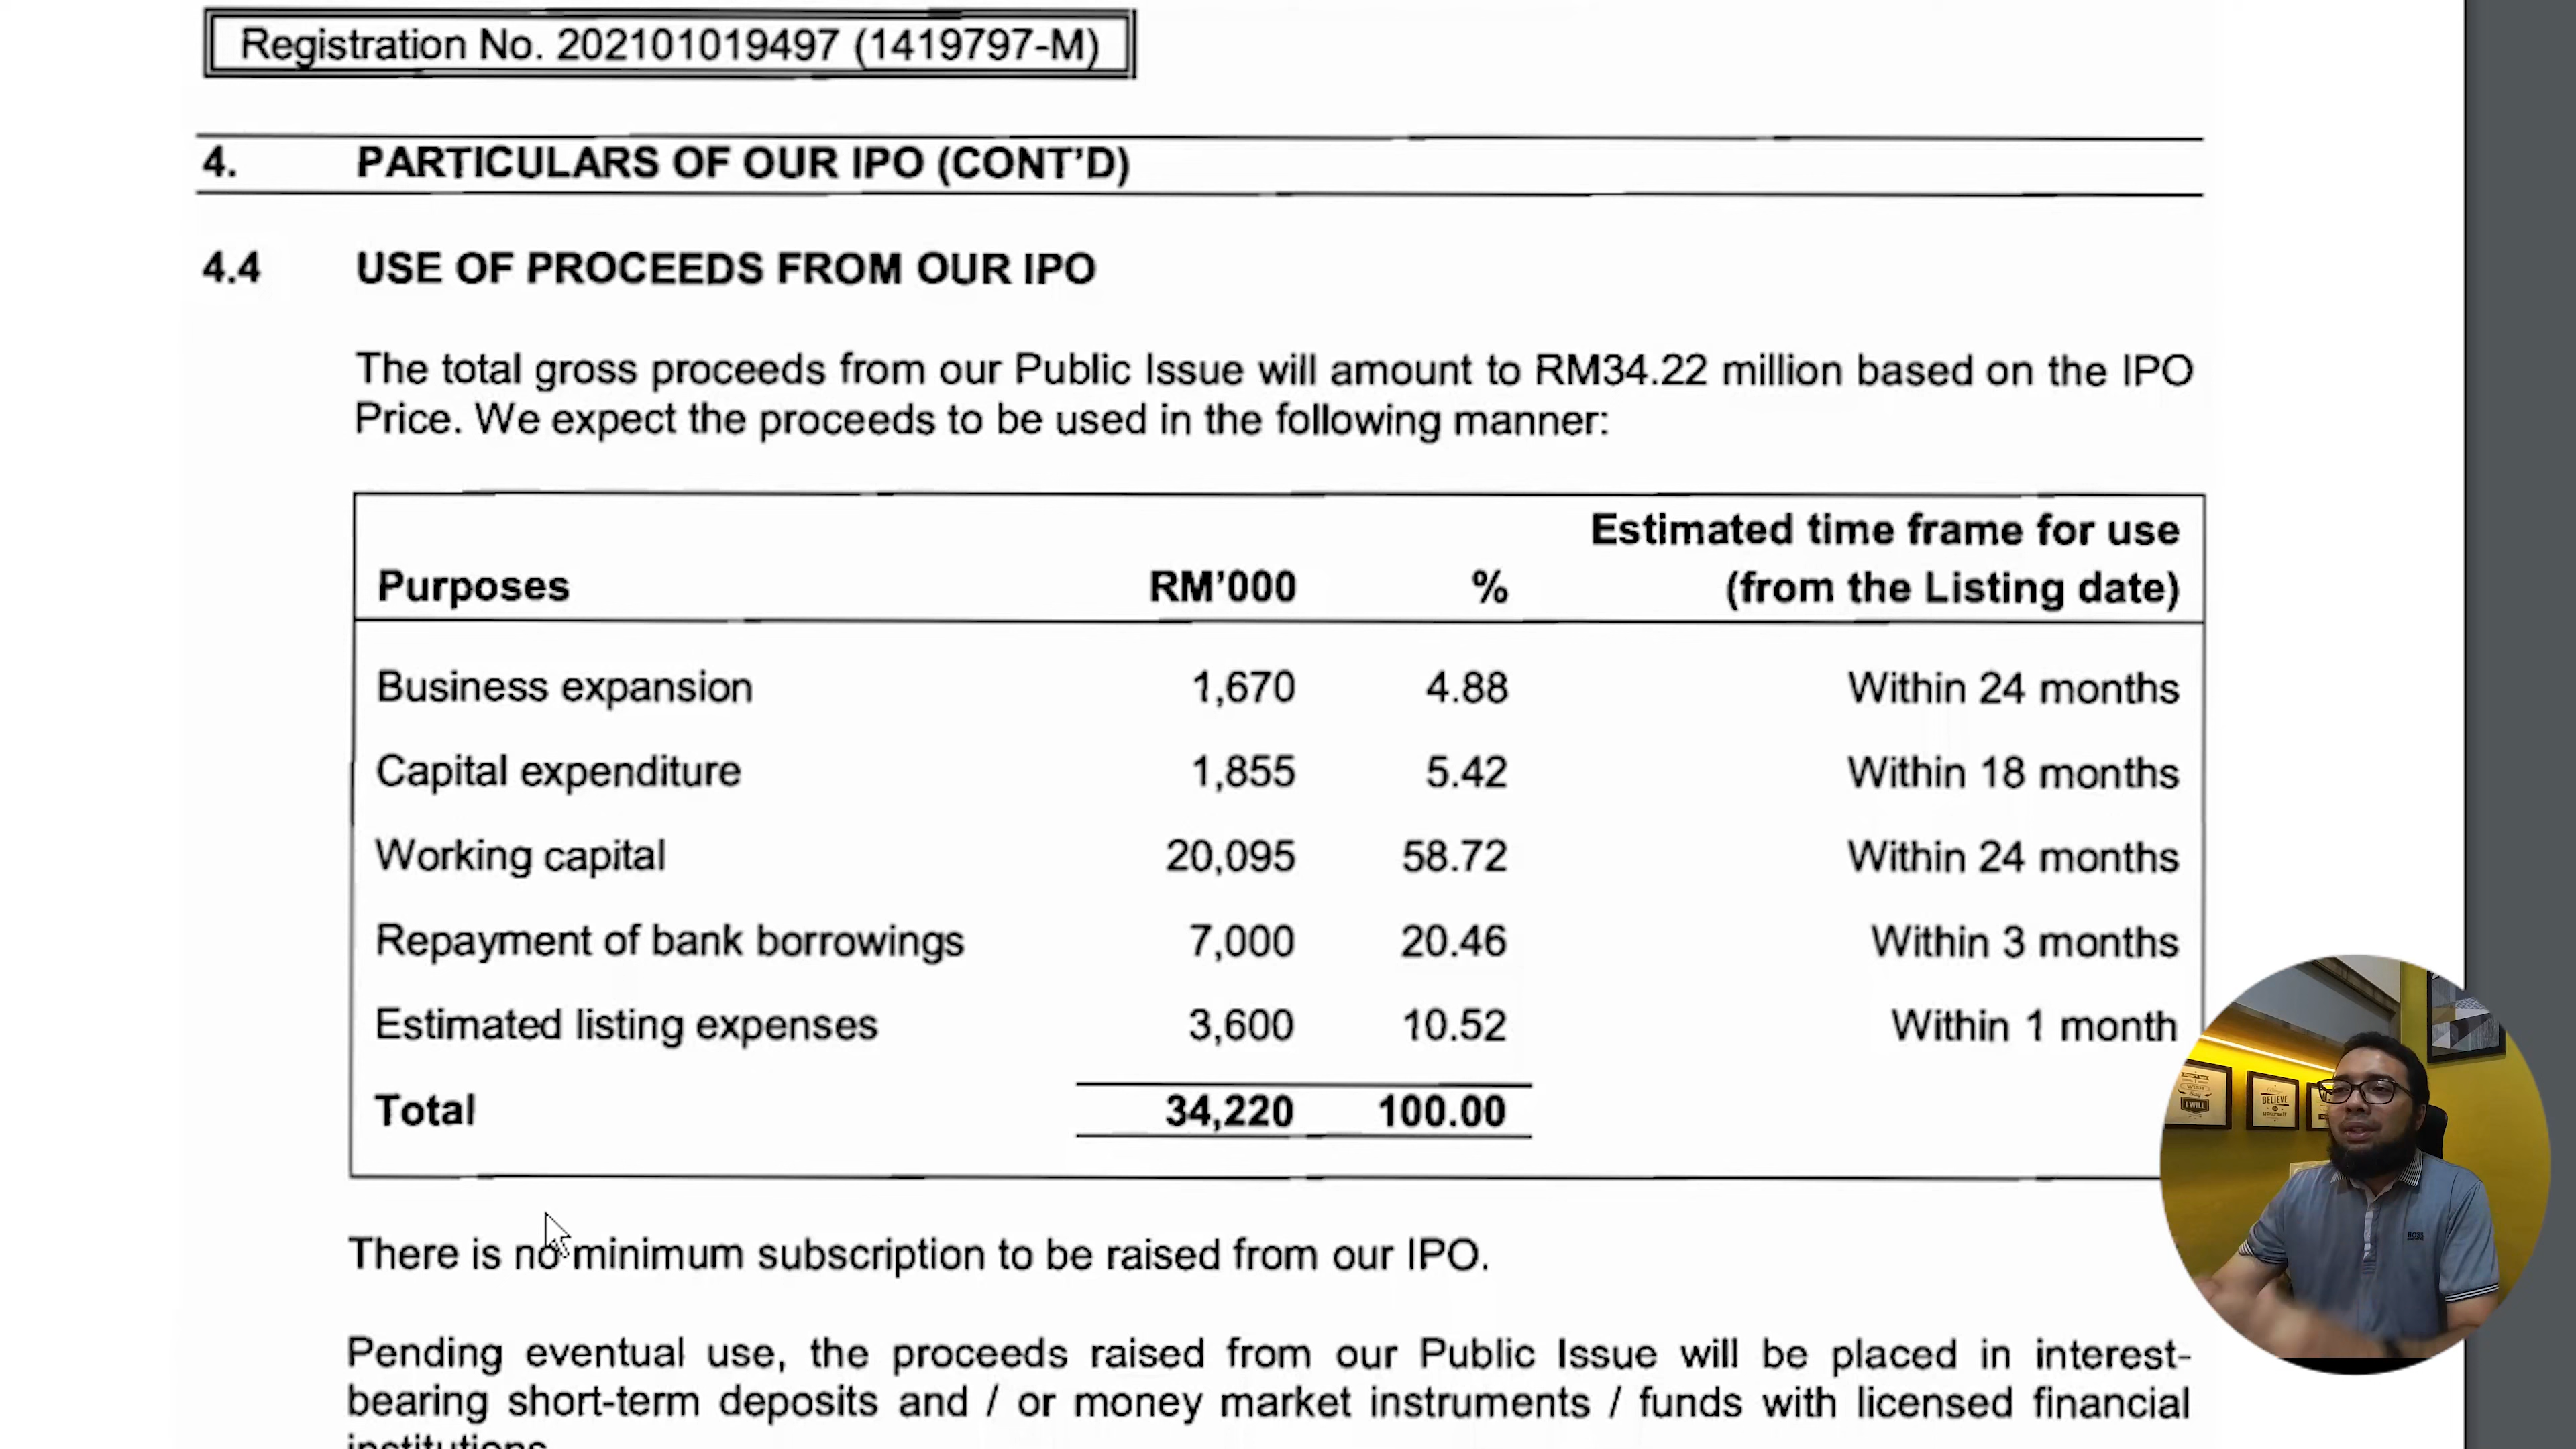 Registration No. 202101019497 (1419797-M)
4. PARTICULARS OF OUR IPO (CONT'D)
4.4 USE OF PROCEEDS FROM OUR IPO
The total gross proceeds from our Public Issue will amount to RM34.22 million based on the IPO
Price. We expect the proceeds to be used in the following manner:
Purposes RM'000 % Estimated time frame for use (from the Listing date)
Business expansion 1,670 4.88 Within 24 months
Capital expenditure 1,855 5.42 Within 18 months
Working capital 20,095 58.72 Within 24 months
Repayment of bank borrowings 7,000 20.46 Within 3 months
Estimated listing expenses 3,600 10.52 Within 1 month
Total 34,220 100.00
There is no minimum subscription to be raised from our IPO.
Pending eventual use, the proceeds raised from our Public Issue will be placed in interest-
bearing short-term deposits and / or money market instruments / funds with licensed financial
institutions
I WILL
BELIEVE
BOSS